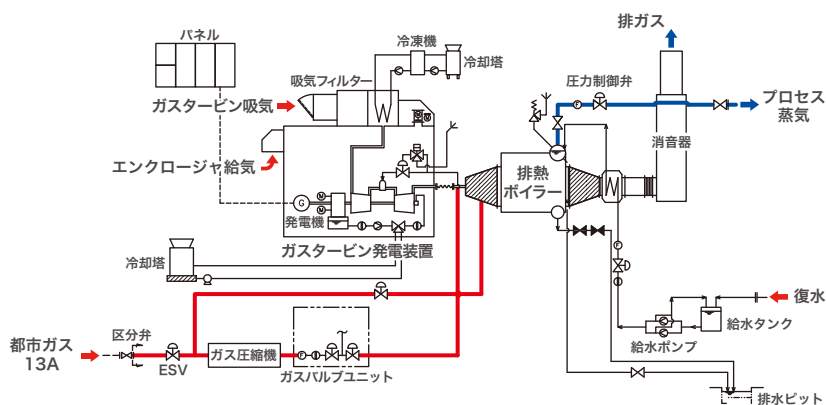 パネル
冷凍機
冷却塔
吸気フィルター
ガスタービン吸気
エンクロージャ給気
M
M
G
発電機
ガスタービン発電装置
冷却塔
排ガス
圧力制御弁
F
プロセス
蒸気
消音器
排熱
ボイラー
F
復水
給水タンク
給水ポンプ
排水ピット
都市ガス
13A
区分弁
ESV
ガス圧縮機
F
ガスバルブユニット